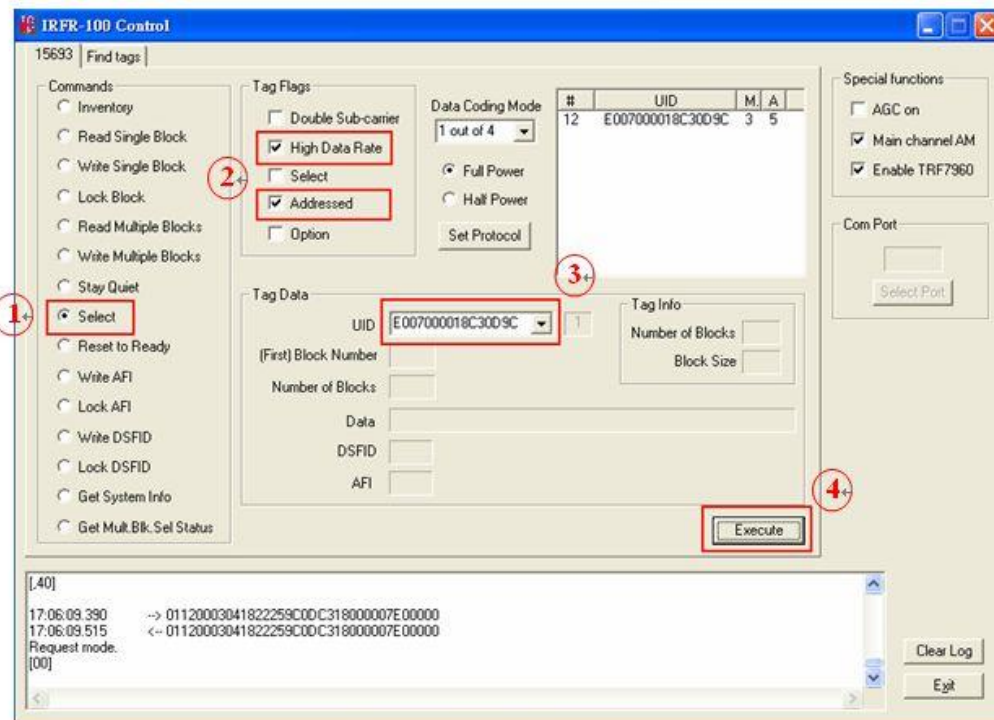 IRFR-100 Control
15693
Find tags
Commands
Inventory
Read Single Block
Write Single Block
Lock Block
Read Multiple Blocks
Write Multiple Blocks
Stay Quiet
1
Select
Reset to Ready
Write AFI
Lock AFI
Write DSFID
Lock DSFID
Get System Info
Get Mult.Blk.Sel Status
Tag Flags
Double Sub-carrier
High Data Rate
2
Select
Addressed
Option
Data Coding Mode
1 out of 4
Full Power
Half Power
Set Protocol
# UID M. A
12 E007000018C30D9C 3 5
3
Tag Data
UID E007000018C30D9C 1
(First) Block Number
Number of Blocks
Data
DSFID
AFI
Tag Info
Number of Blocks
Block Size
4
Execute
Special functions
AGC on
Main channel AM
Enable TRF7960
Com Port
Select Port
[,40]
17:06:09.390 --> 01120003041822259C0DC318000007E00000
17:06:09.515 <-- 01120003041822259C0DC318000007E00000
Request mode.
[00]
Clear Log
Exit